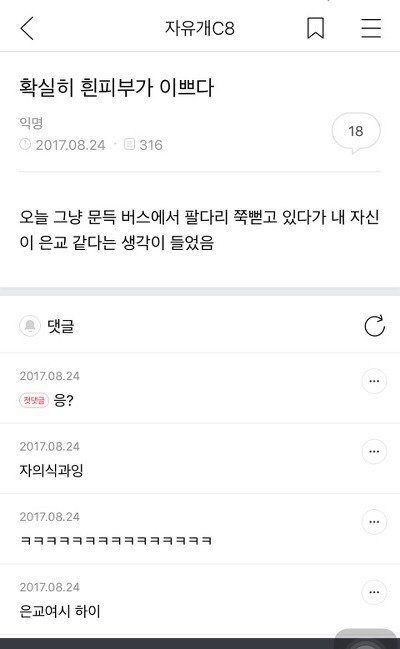 자유개C8
확실히 흰피부가 이쁘다
익명
18
2017.08.24 · 316
오늘 그냥 문득 버스에서 팔다리 쭉뻗고 있다가 내 자신
이 은교 같다는 생각이 들었음
댓글
2017.08.24
첫댓글 응?
2017.08.24
자의식과잉
2017.08.24
ㅋㅋㅋㅋㅋㅋㅋㅋㅋㅋㅋㅋㅋㅋㅋ
2017.08.24
은교여시 하이